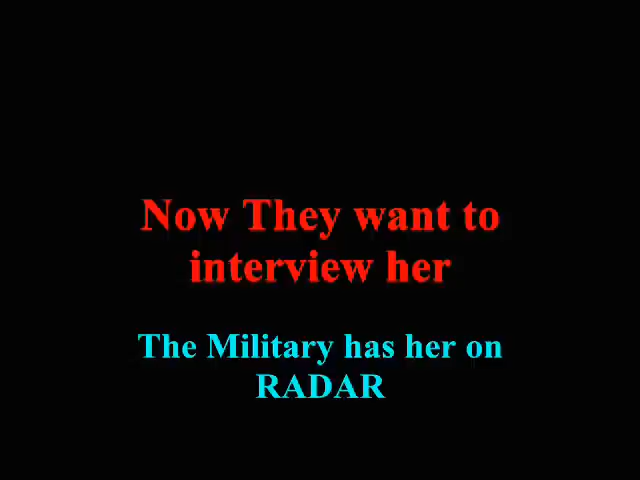 Now They want to
interview her
The Military has her on
RADAR